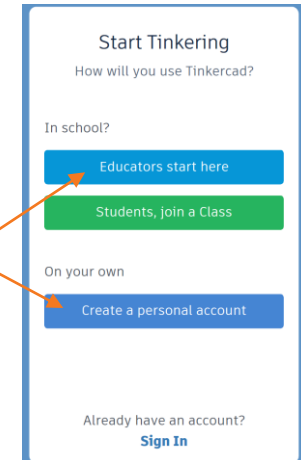 Start Tinkering
How will you use Tinkercad?
In school?
Educators start here
Students, join a Class
On your own
Create a personal account
Already have an account?
Sign In